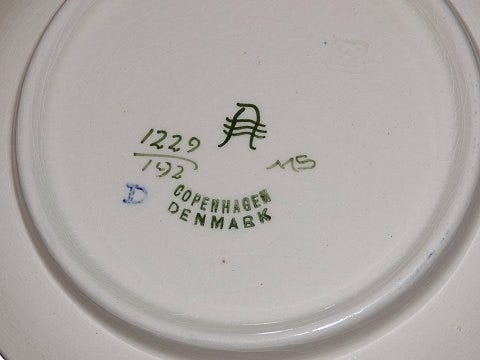 A
1229
192
MS
D
COPENHAGEN
DENMARK